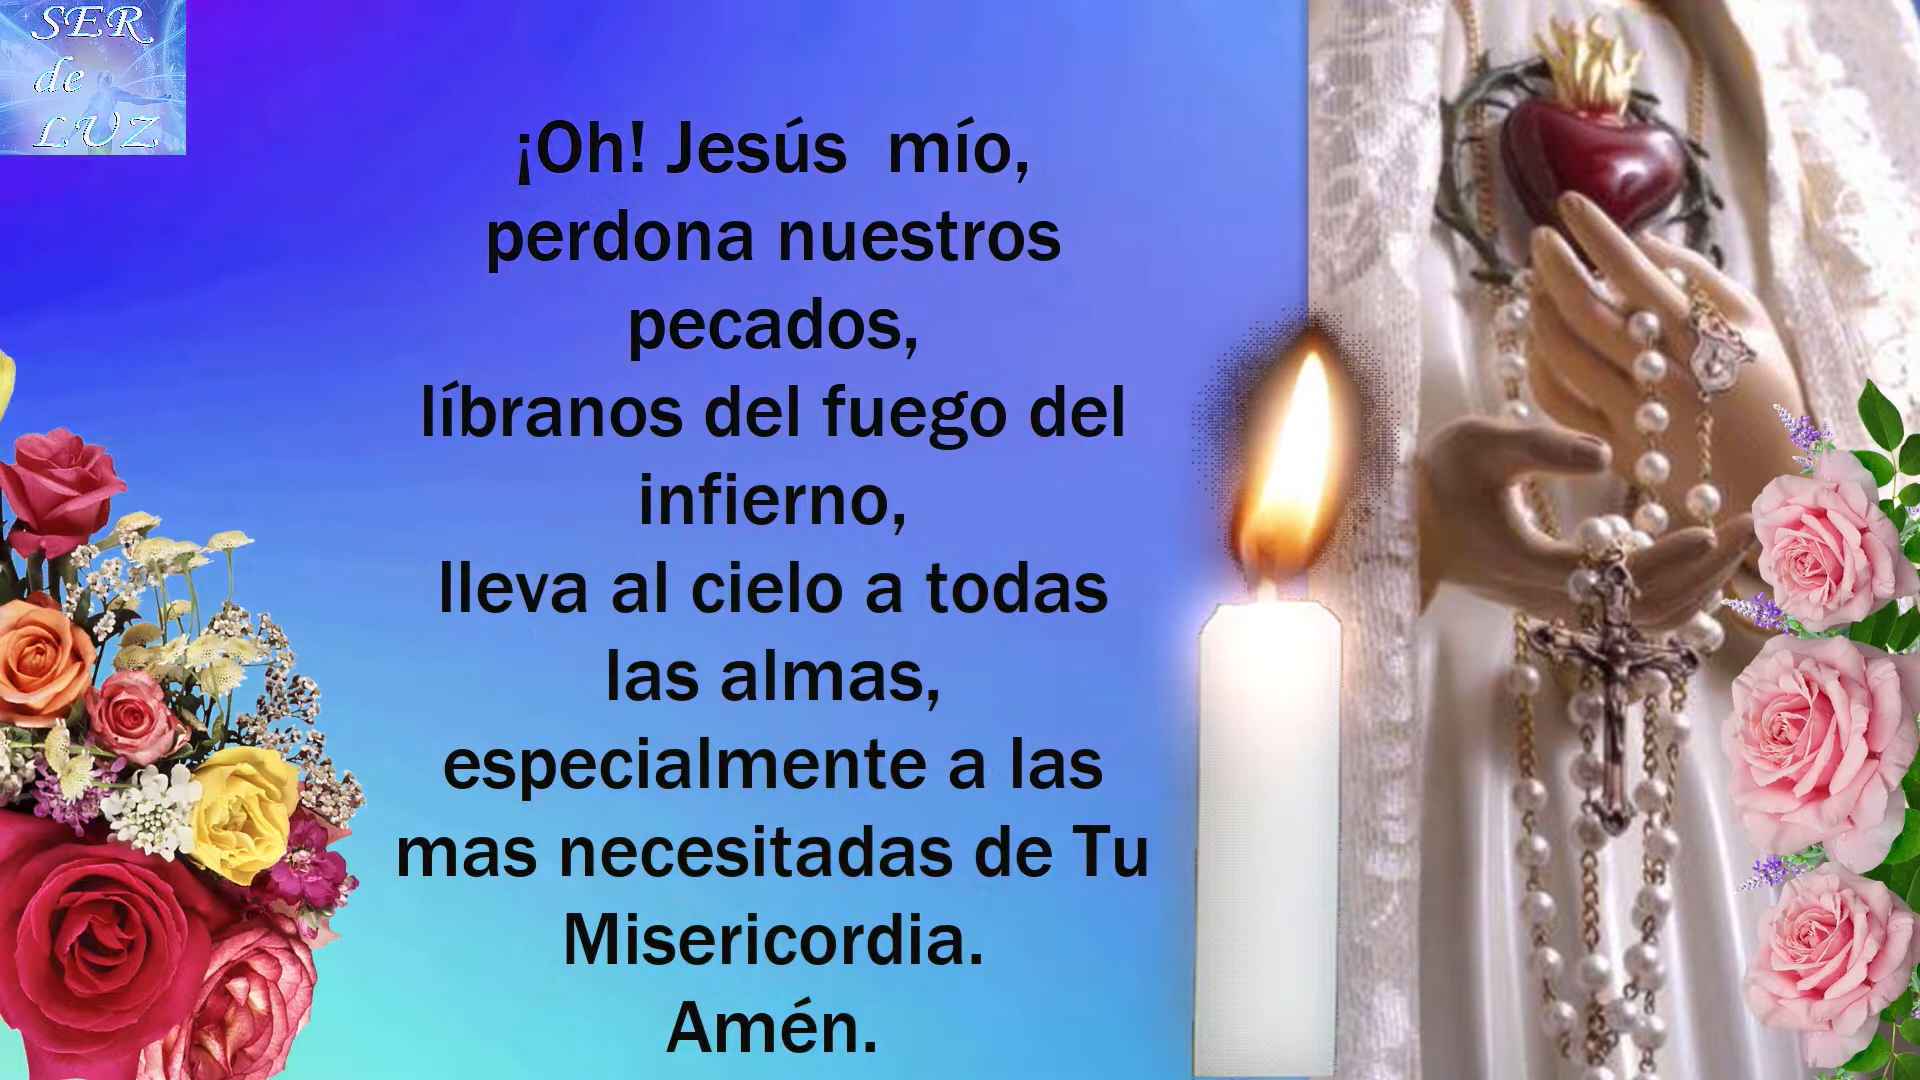 SER
de
LUZ
¡Oh! Jesús  mío,
perdona nuestros
pecados,
líbranos del fuego del
infierno,
lleva al cielo a todas
las almas,
especialmente a las
mas necesitadas de Tu
Misericordia.
Amén.